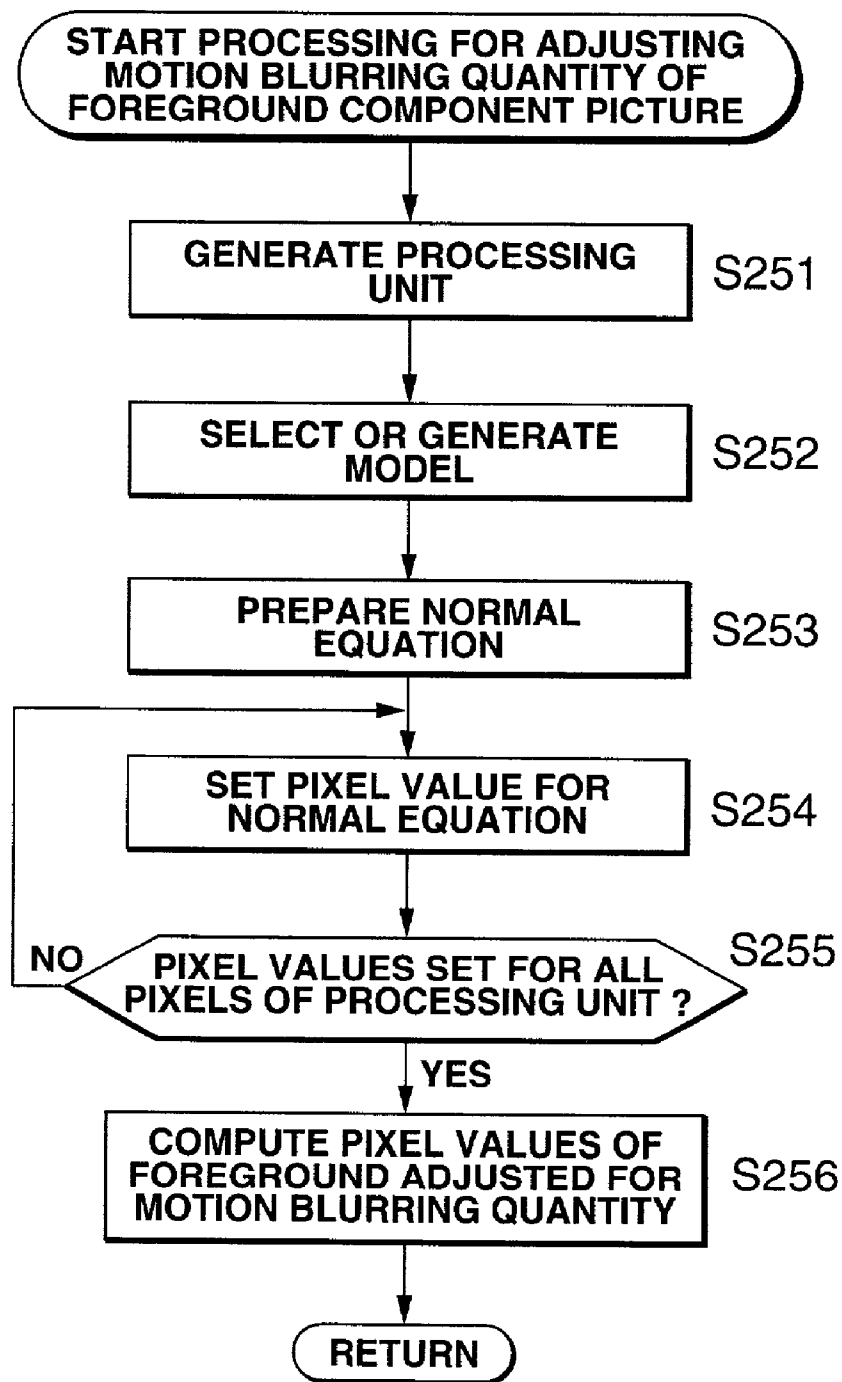 START PROCESSING FOR ADJUSTING
MOTION BLURRING QUANTITY OF
FOREGROUND COMPONENT PICTURE
GENERATE PROCESSING
UNIT
S251
SELECT OR GENERATE
MODEL
S252
PREPARE NORMAL
EQUATION
S253
SET PIXEL VALUE FOR
NORMAL EQUATION
S254
NO
PIXEL VALUES SET FOR ALL
PIXELS OF PROCESSING UNIT ?
S255
YES
COMPUTE PIXEL VALUES OF
FOREGROUND ADJUSTED FOR
MOTION BLURRING QUANTITY
S256
RETURN